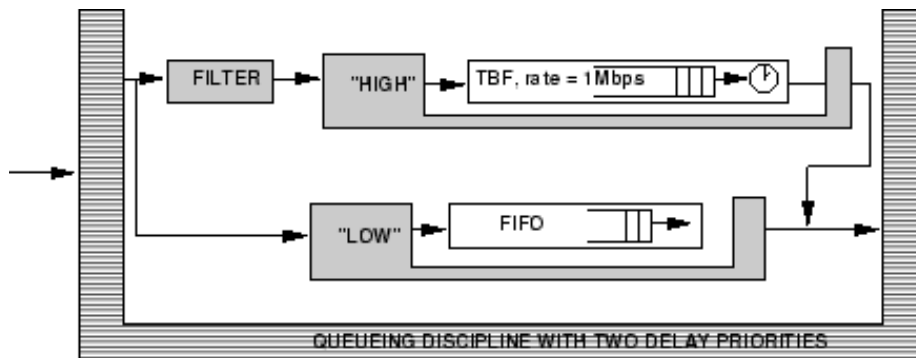 FILTER
"HIGH"
TBF, rate = 1Mbps
"LOW"
FIFO
QUEUEING DISCIPLINE WITH TWO DELAY PRIORITIES